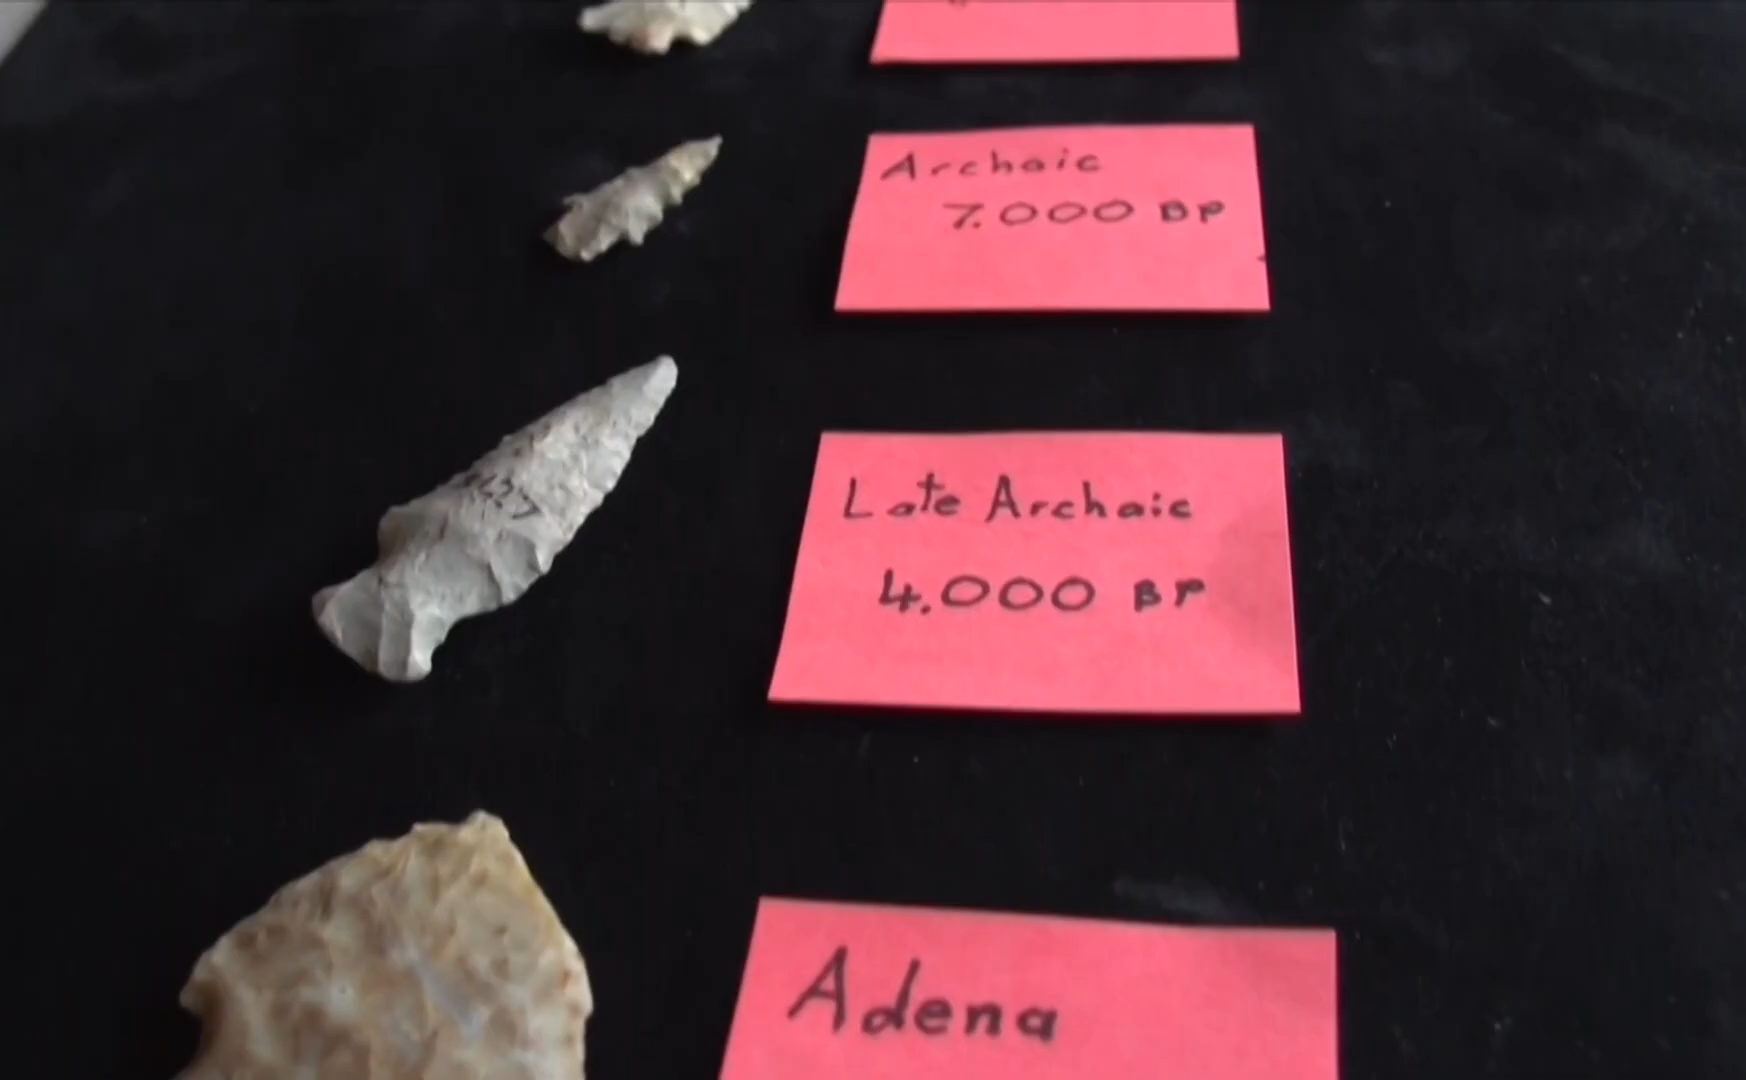 Archaic
7.000 BP
Late Archaic
4.000 BP
Adena